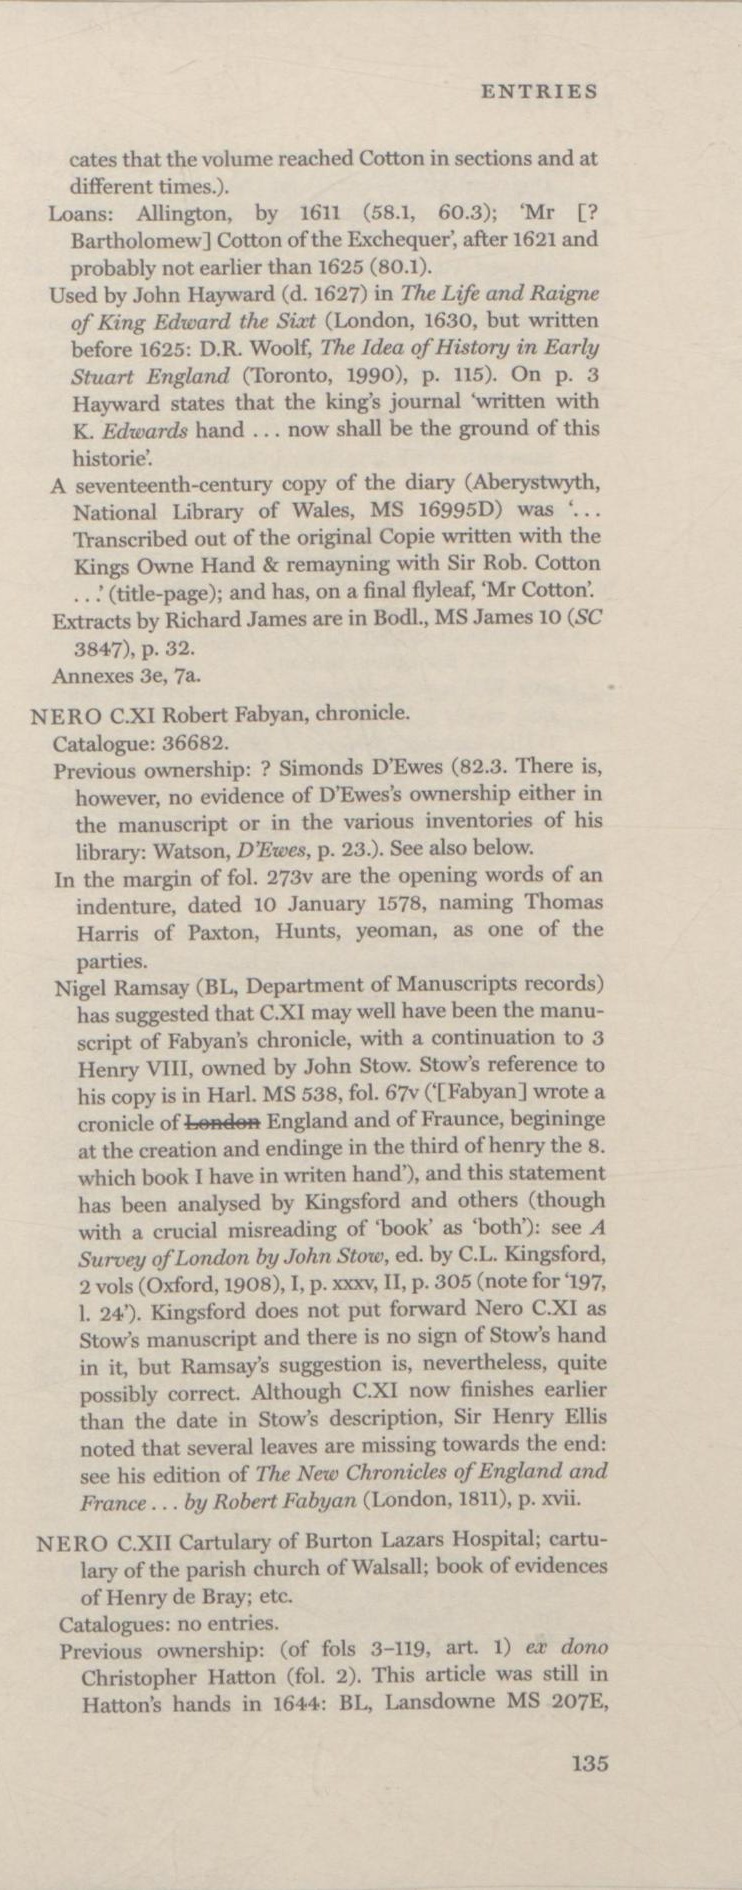 ENTRIES
cates that the volume reached Cotton in sections and at
different times.).
Loans: Allington, by 1611 (58.1, 60.3); ‘Mr [?
Bartholomew] Cotton of the Exchequer’, after 1621 and
probably not earlier than 1625 (80.1).
Used by John Hayward (d. 1627) in The Life and Raigne
of King Edward the Sixt (London, 1630, but written
before 1625: D.R. Woolf, The Idea of History in Early
Stuart England (Toronto, 1990), p. 115). On p. 3
Hayward states that the king’s journal ‘written with
K. Edwards hand ... now shall be the ground of this
historie’.
A seventeenth-century copy of the diary (Aberystwyth,
National Library of Wales, MS 16995D) was ‘...
Transcribed out of the original Copie written with the
Kings Owne Hand & remayning with Sir Rob. Cotton
...’ (title-page); and has, on a final flyleaf, ‘Mr Cotton’.
Extracts by Richard James are in Bodl., MS James 10 (SC
3847), p. 32.
Annexes 3e, 7a.
NERO C.XI Robert Fabyan, chronicle.
Catalogue: 36682.
Previous ownership: ? Simonds D’Ewes (82.3. There is,
however, no evidence of D’Ewes’s ownership either in
the manuscript or in the various inventories of his
library: Watson, D’Ewes, p. 23.). See also below.
In the margin of fol. 273v are the opening words of an
indenture, dated 10 January 1578, naming Thomas
Harris of Paxton, Hunts, yeoman, as one of the
parties.
Nigel Ramsay (BL, Department of Manuscripts records)
has suggested that C.XI may well have been the manu-
script of Fabyan’s chronicle, with a continuation to 3
Henry VIII, owned by John Stow. Stow’s reference to
his copy is in Harl. MS 538, fol. 67v (‘[Fabyan] wrote a
cronicle of London England and of Fraunce, begininge
at the creation and endinge in the third of henry the 8.
which book I have in writen hand’), and this statement
has been analysed by Kingsford and others (though
with a crucial misreading of ‘book’ as ‘both’): see A
Survey of London by John Stow, ed. by C.L. Kingsford,
2 vols (Oxford, 1908), I, p. xxxv, II, p. 305 (note for ‘197,
l. 24’). Kingsford does not put forward Nero C.XI as
Stow’s manuscript and there is no sign of Stow’s hand
in it, but Ramsay’s suggestion is, nevertheless, quite
possibly correct. Although C.XI now finishes earlier
than the date in Stow’s description, Sir Henry Ellis
noted that several leaves are missing towards the end:
see his edition of The New Chronicles of England and
France ... by Robert Fabyan (London, 1811), p. xvii.
NERO C.XII Cartulary of Burton Lazars Hospital; cartu-
lary of the parish church of Walsall; book of evidences
of Henry de Bray; etc.
Catalogues: no entries.
Previous ownership: (of fols 3–119, art. 1) ex dono
Christopher Hatton (fol. 2). This article was still in
Hatton’s hands in 1644: BL, Lansdowne MS 207E,
135